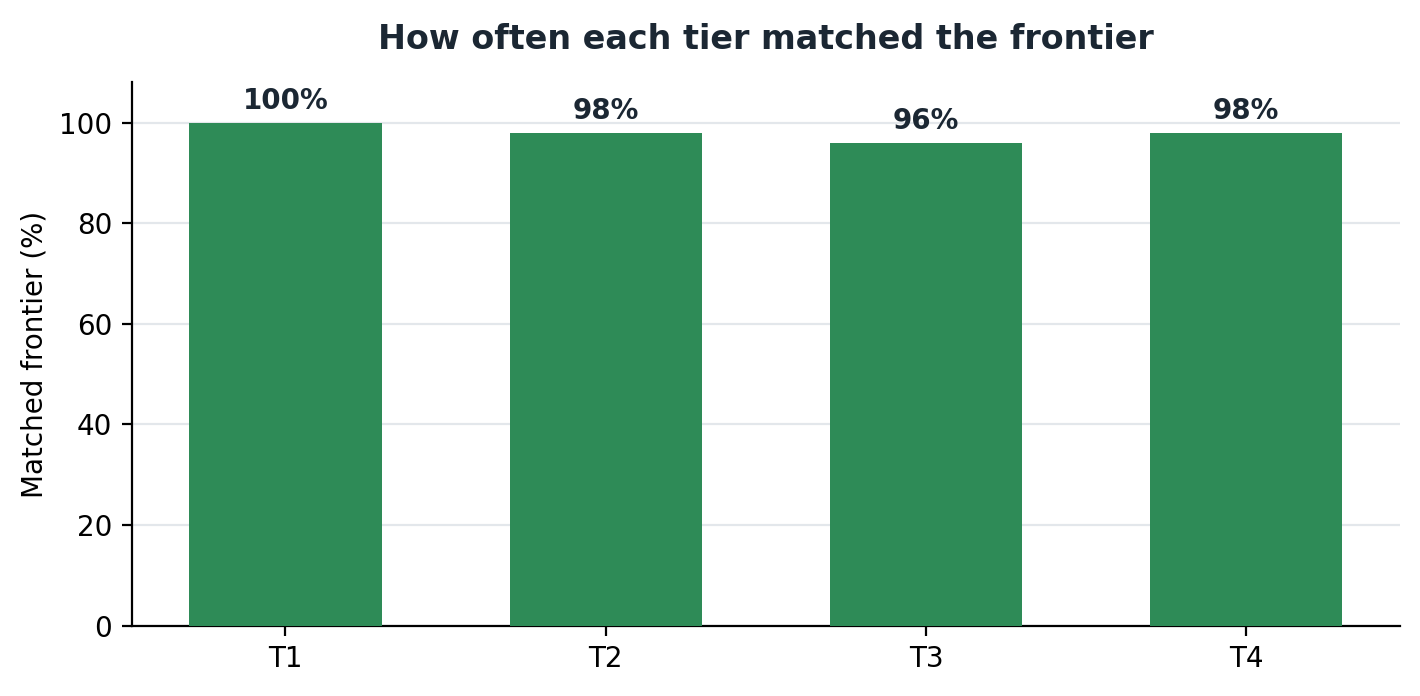 How often each tier matched the frontier
100%
98%
96%
98%
Matched frontier (%)
100
80
60
40
20
0
T1
T2
T3
T4